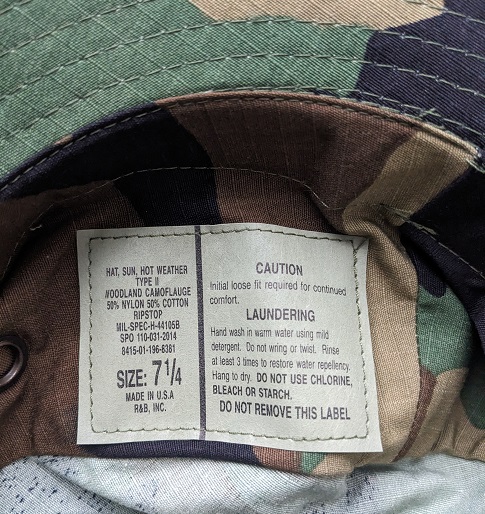 HAT, SUN, HOT WEATHER
TYPE II
WOODLAND CAMOFLAUGE
50% NYLON 50% COTTON
RIPSTOP
MIL-SPEC-H-44105B
SPO 110-031-2014
8415-01-196-8381
SIZE: 7 1/4
MADE IN U.S.A
R&B, INC.
CAUTION
Initial loose fit required for continued
comfort.
LAUNDERING
Hand wash in warm water using mild
detergent. Do not wring or twist. Rinse
at least 3 times to restore water repellency.
Hang to dry. DO NOT USE CHLORINE,
BLEACH OR STARCH.
DO NOT REMOVE THIS LABEL